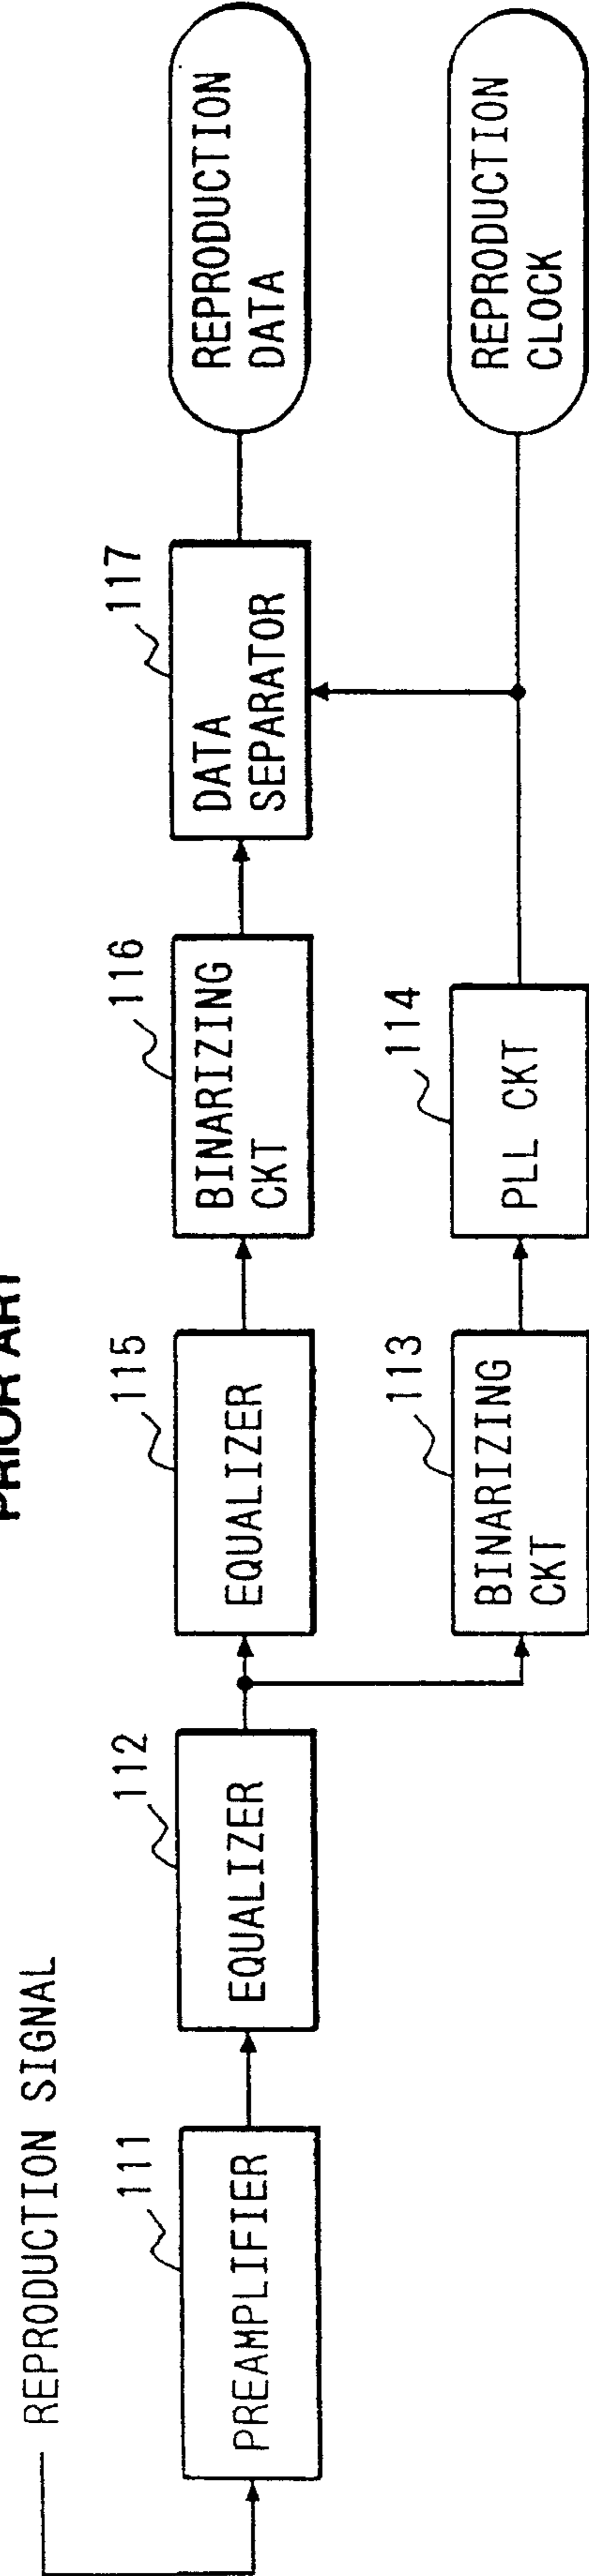 PRIOR ART
REPRODUCTION SIGNAL
111
PREAMPLIFIER
112
EQUALIZER
115
EQUALIZER
116
BINARIZING
CKT
117
DATA
SEPARATOR
REPRODUCTION
DATA
113
BINARIZING
CKT
114
PLL CKT
REPRODUCTION
CLOCK